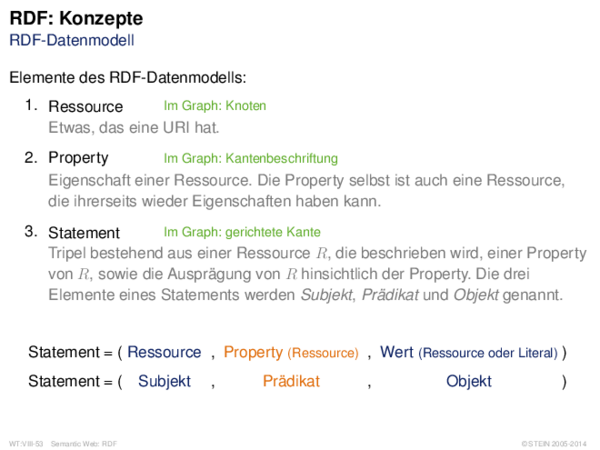 RDF: Konzepte
RDF-Datenmodell
Elemente des RDF-Datenmodells:
1. Ressource Im Graph: Knoten
Etwas, das eine URI hat.
2. Property Im Graph: Kantenbeschriftung
Eigenschaft einer Ressource. Die Property selbst ist auch eine Ressource,
die ihrerseits wieder Eigenschaften haben kann.
3. Statement Im Graph: gerichtete Kante
Tripel bestehend aus einer Ressource R, die beschrieben wird, einer Property
von R, sowie die Ausprägung von R hinsichtlich der Property. Die drei
Elemente eines Statements werden Subjekt, Prädikat und Objekt genannt.
Statement = ( Ressource , Property (Ressource) , Wert (Ressource oder Literal) )
Statement = ( Subjekt , Prädikat , Objekt )
WT:VIII-53 Semantic Web: RDF © STEIN 2005-2014